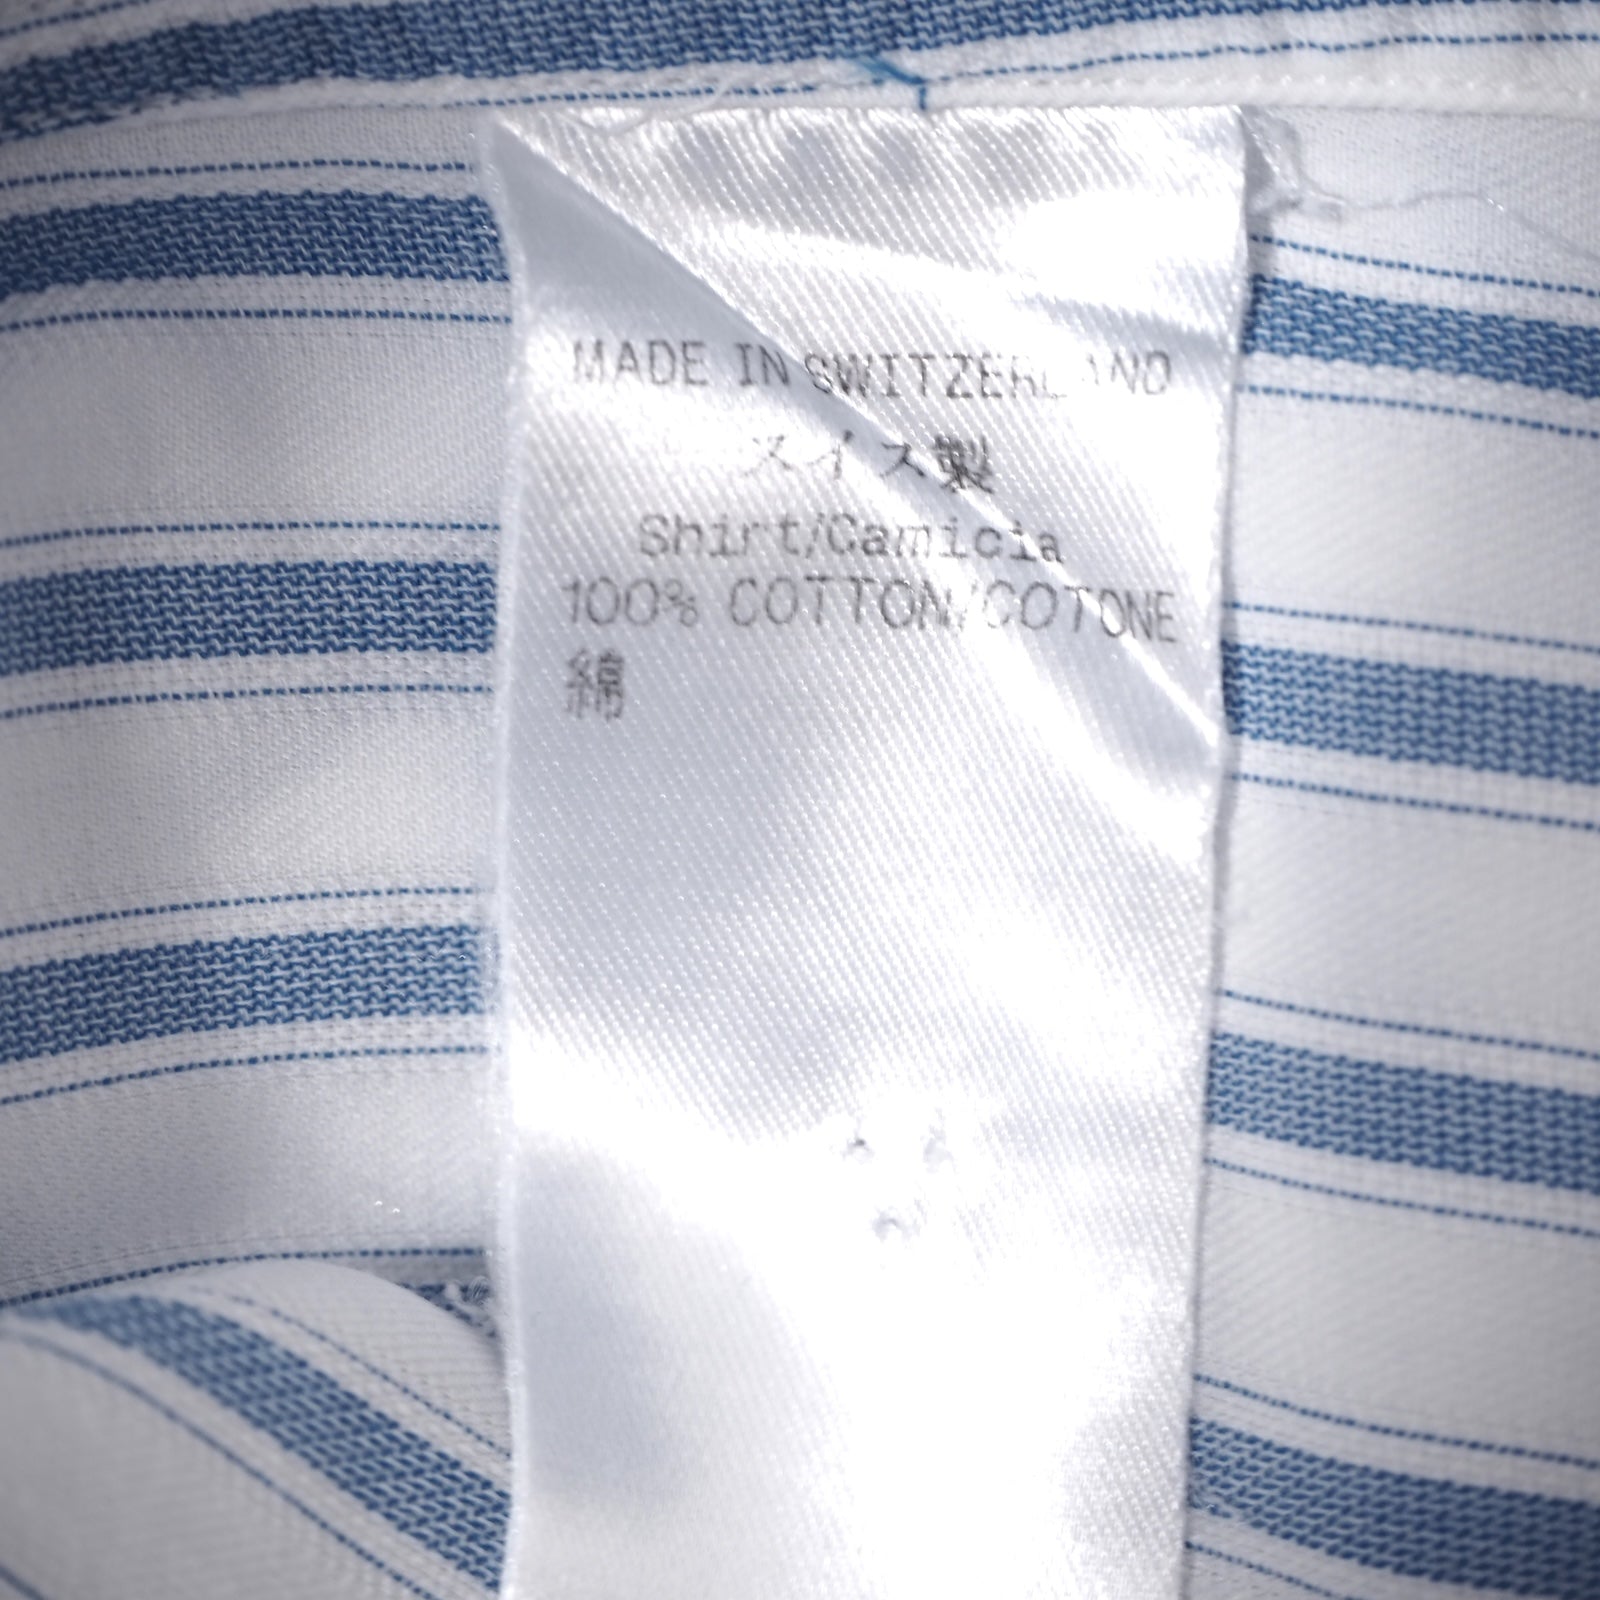 MADE IN SWITZERLAND
スイス製
Shirt/Camicia
100% COTTON/COTONE
綿